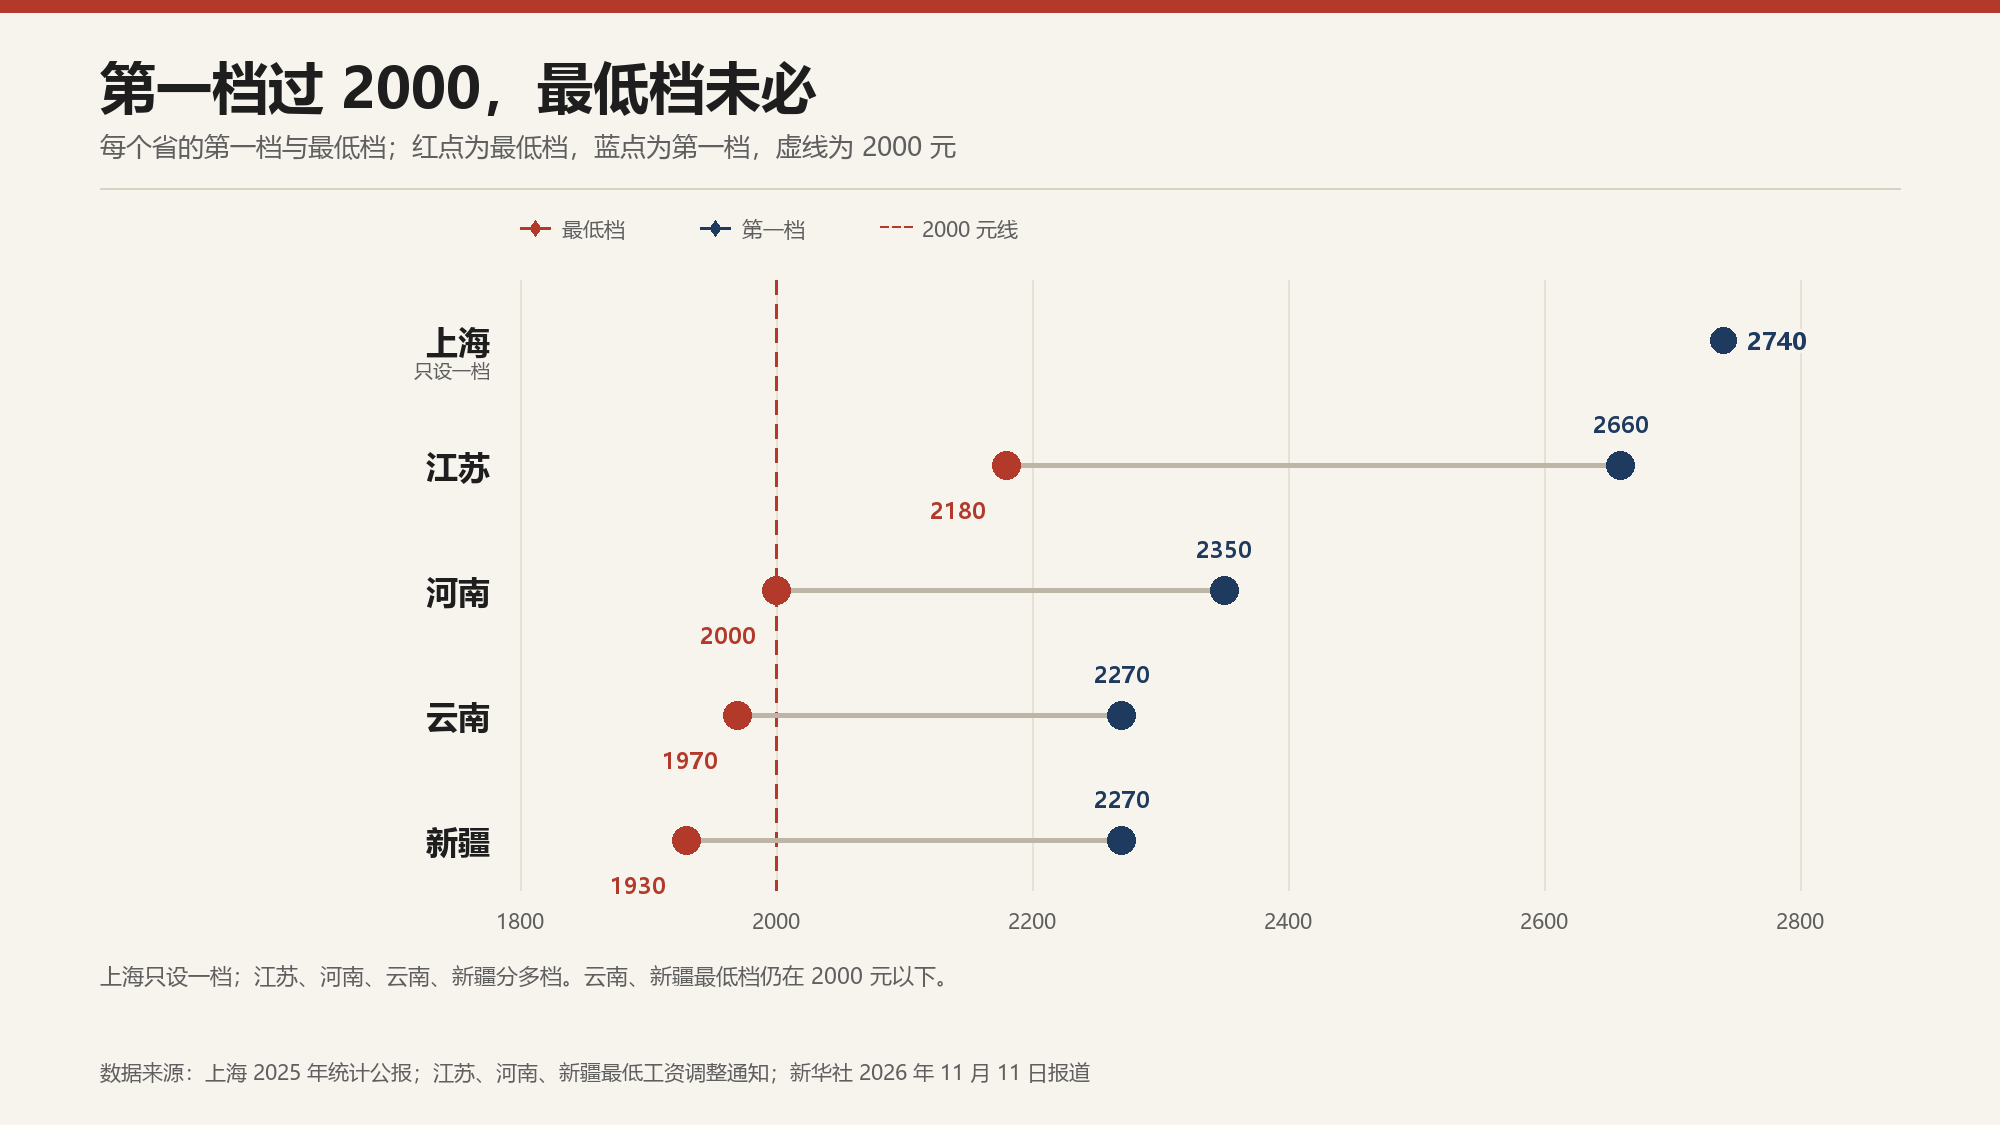 第一档过 2000，最低档未必
每个省的第一档与最低档；红点为最低档，蓝点为第一档，虚线为 2000 元
最低档
第一档
2000 元线
上海
只设一档
2740
江苏
2660
2180
河南
2350
2000
云南
2270
1970
新疆
2270
1930
1800
2000
2200
2400
2600
2800
上海只设一档；江苏、河南、云南、新疆分多档。云南、新疆最低档仍在 2000 元以下。
数据来源：上海 2025 年统计公报；江苏、河南、新疆最低工资调整通知；新华社 2026 年 11 月 11 日报道